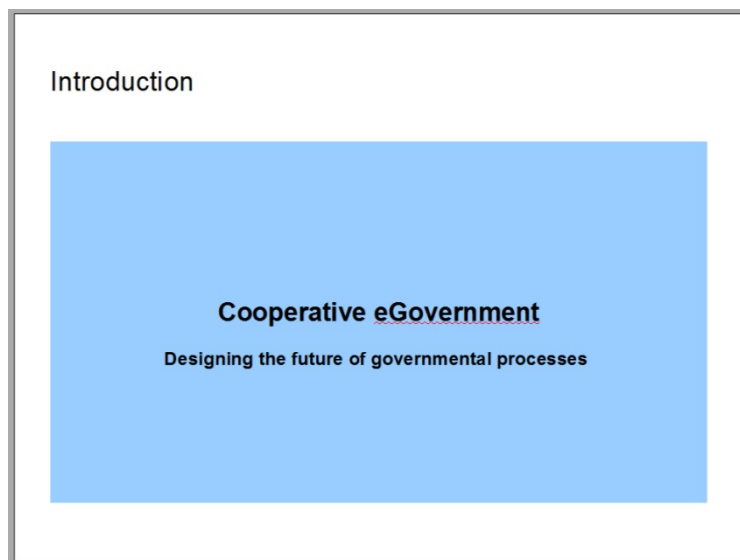 Introduction
Cooperative eGovernment
Designing the future of governmental processes